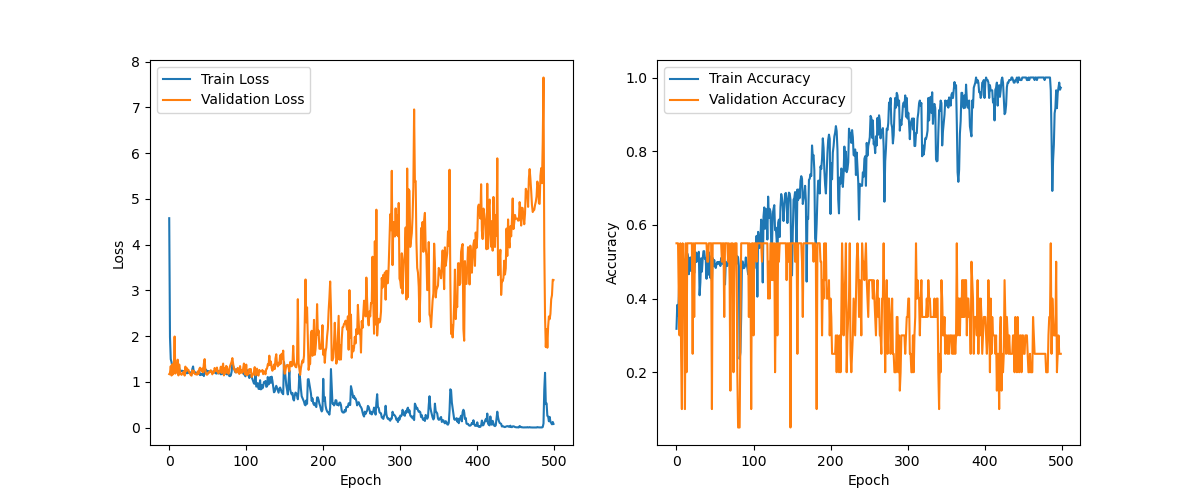 Train Loss
Validation Loss
8
7
6
5
4
3
2
1
0
Loss
0 100 200 300 400 500
Epoch
Train Accuracy
Validation Accuracy
1.0
0.8
0.6
0.4
0.2
Accuracy
0 100 200 300 400 500
Epoch